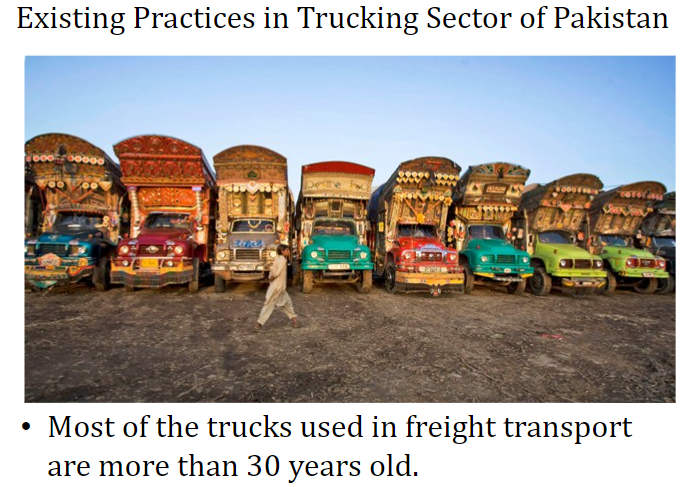 Existing Practices in Trucking Sector of Pakistan
• Most of the trucks used in freight transport
are more than 30 years old.